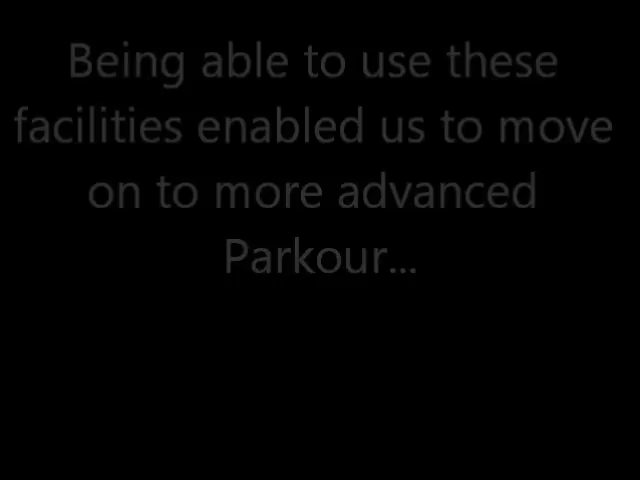 Being able to use these
facilities enabled us to move
on to more advanced
Parkour...